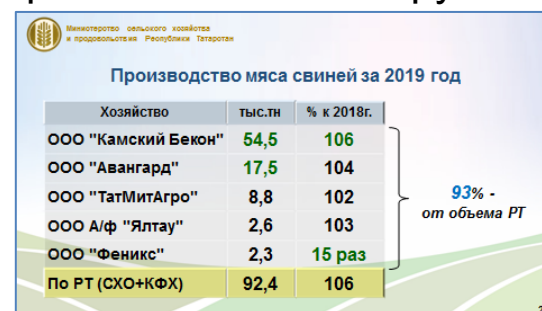 Министерство сельского хозяйства
и продовольствия Республики Татарстан
Производство мяса свиней за 2019 год
Хозяйство тыс.тн % к 2018г.
ООО "Камский Бекон" 54,5 106
ООО "Авангард" 17,5 104
ООО "ТатМитАгро" 8,8 102
ООО А/ф "Ялтау" 2,6 103
ООО "Феникс" 2,3 15 раз
По РТ (СХО+КФХ) 92,4 106
93% -
от объема РТ